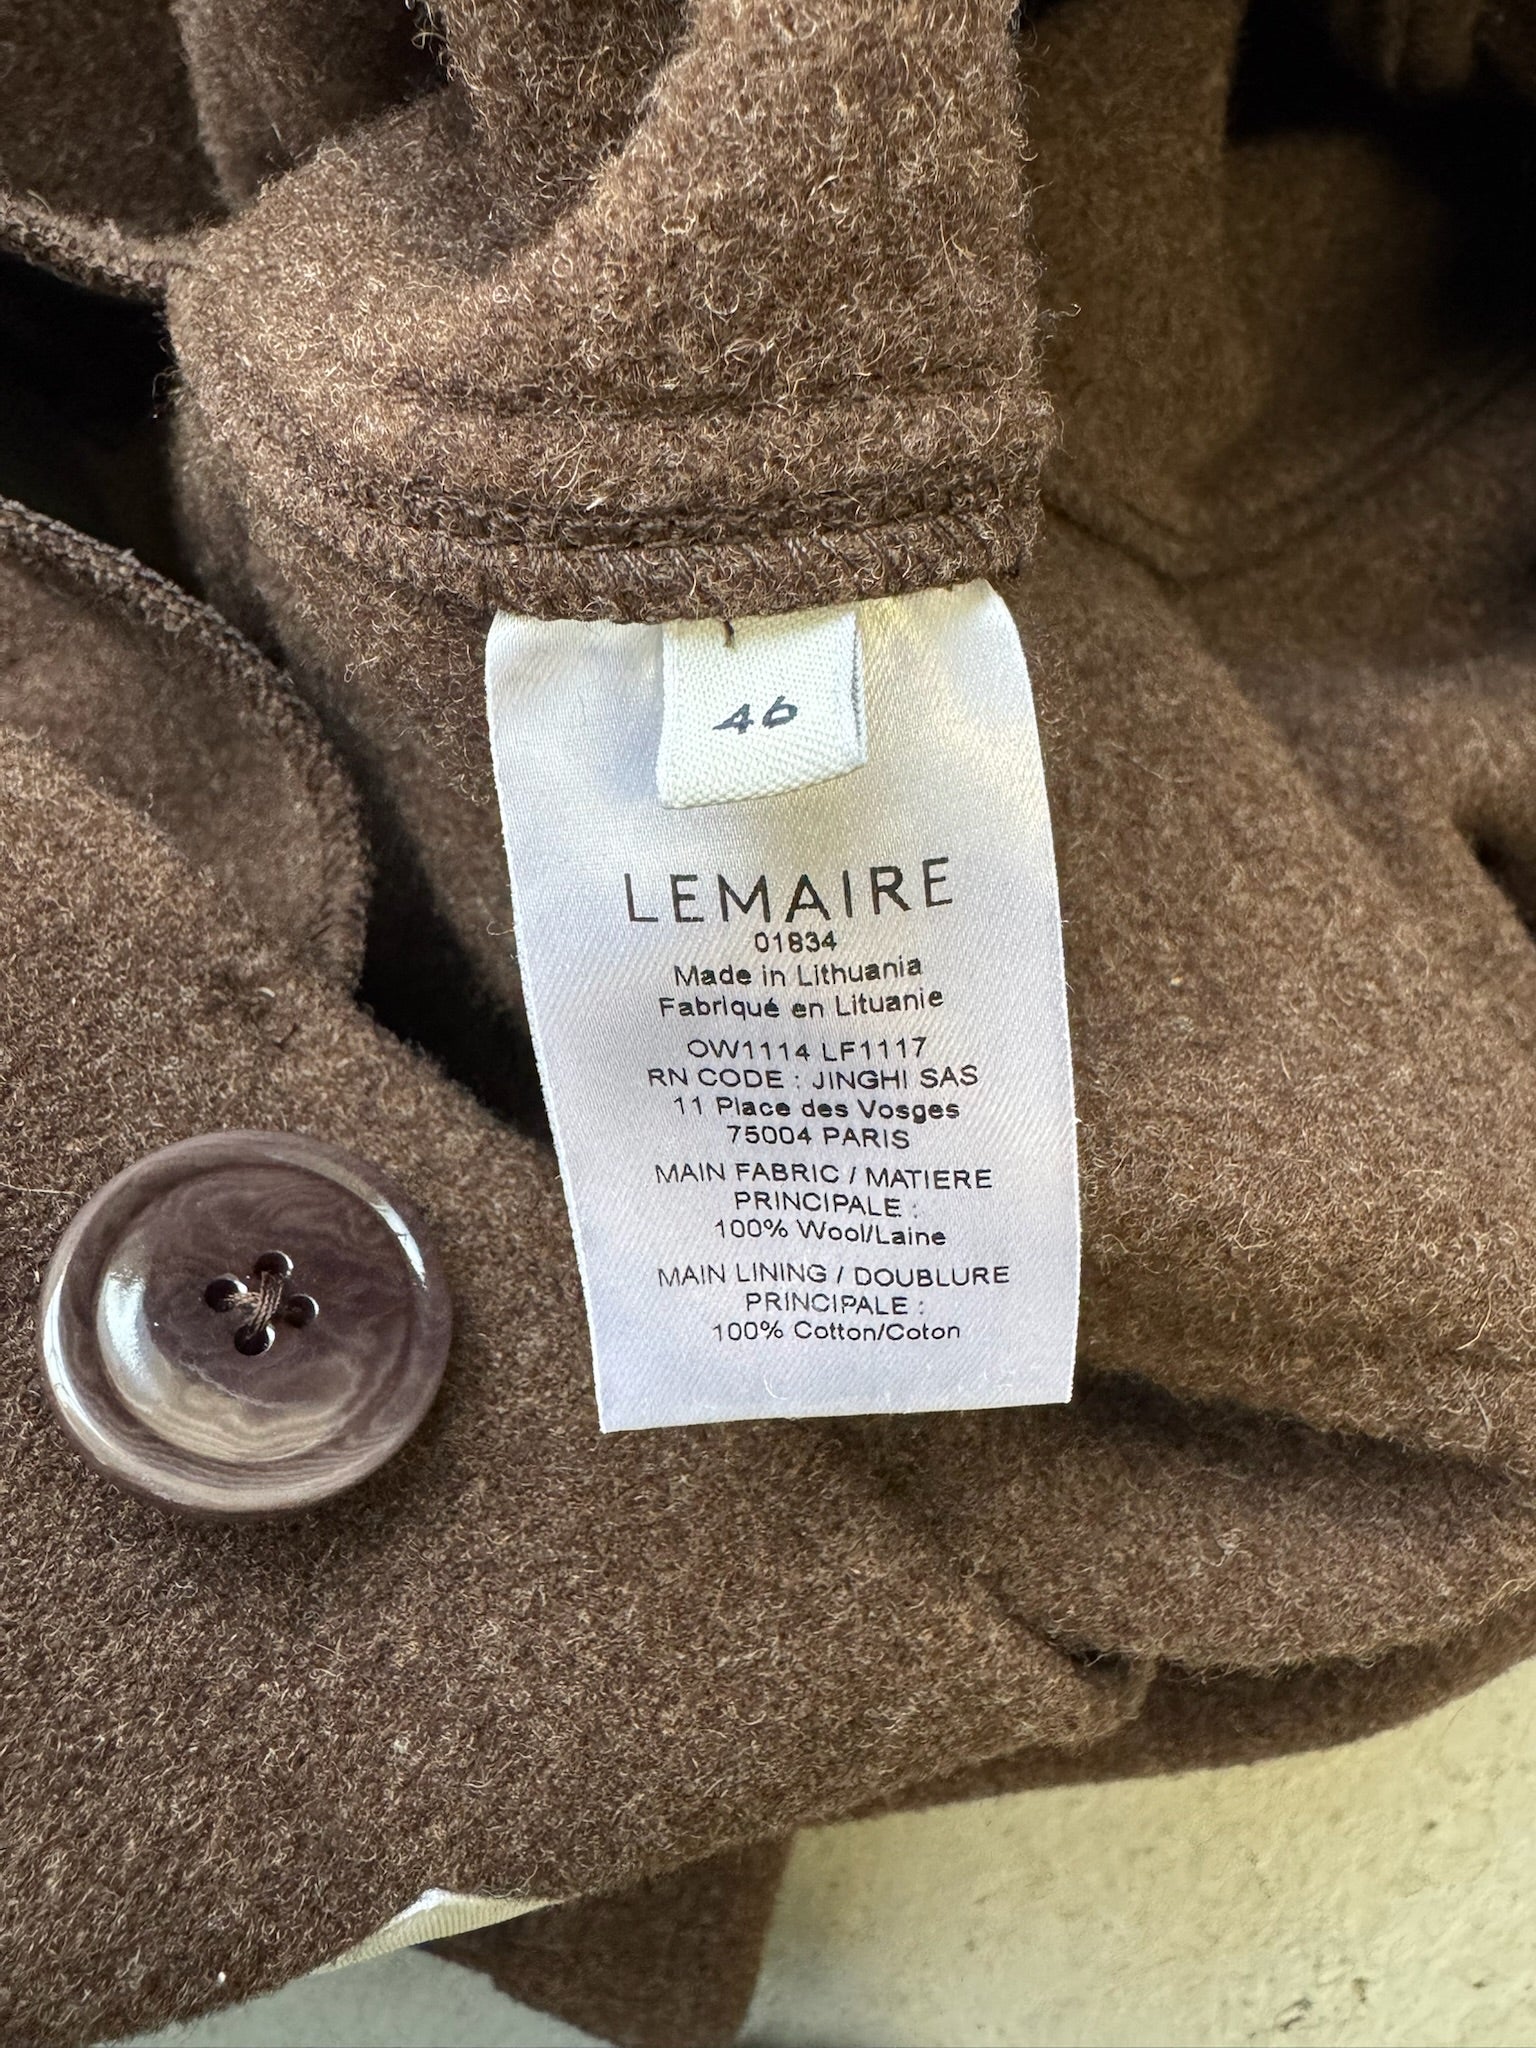 46
LEMAIRE
01834
Made in Lithuania
Fabriqué en Lituanie
OW1114 LF1117
RN CODE : JINGHI SAS
11 Place des Vosges
75004 PARIS
MAIN FABRIC / MATIERE
PRINCIPALE :
100% Wool/Laine
MAIN LINING / DOUBLURE
PRINCIPALE :
100% Cotton/Coton